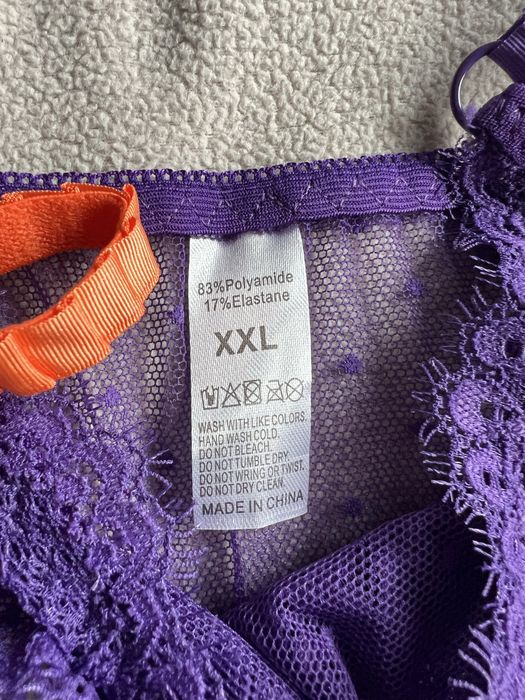 83%Polyamide
17%Elastane
XXL
WASH WITH LIKE COLORS.
HAND WASH COLD.
DO NOT BLEACH.
DO NOT TUMBLE DRY.
DO NOT WRING OR TWIST.
DO NOT DRY CLEAN.
MADE IN CHINA